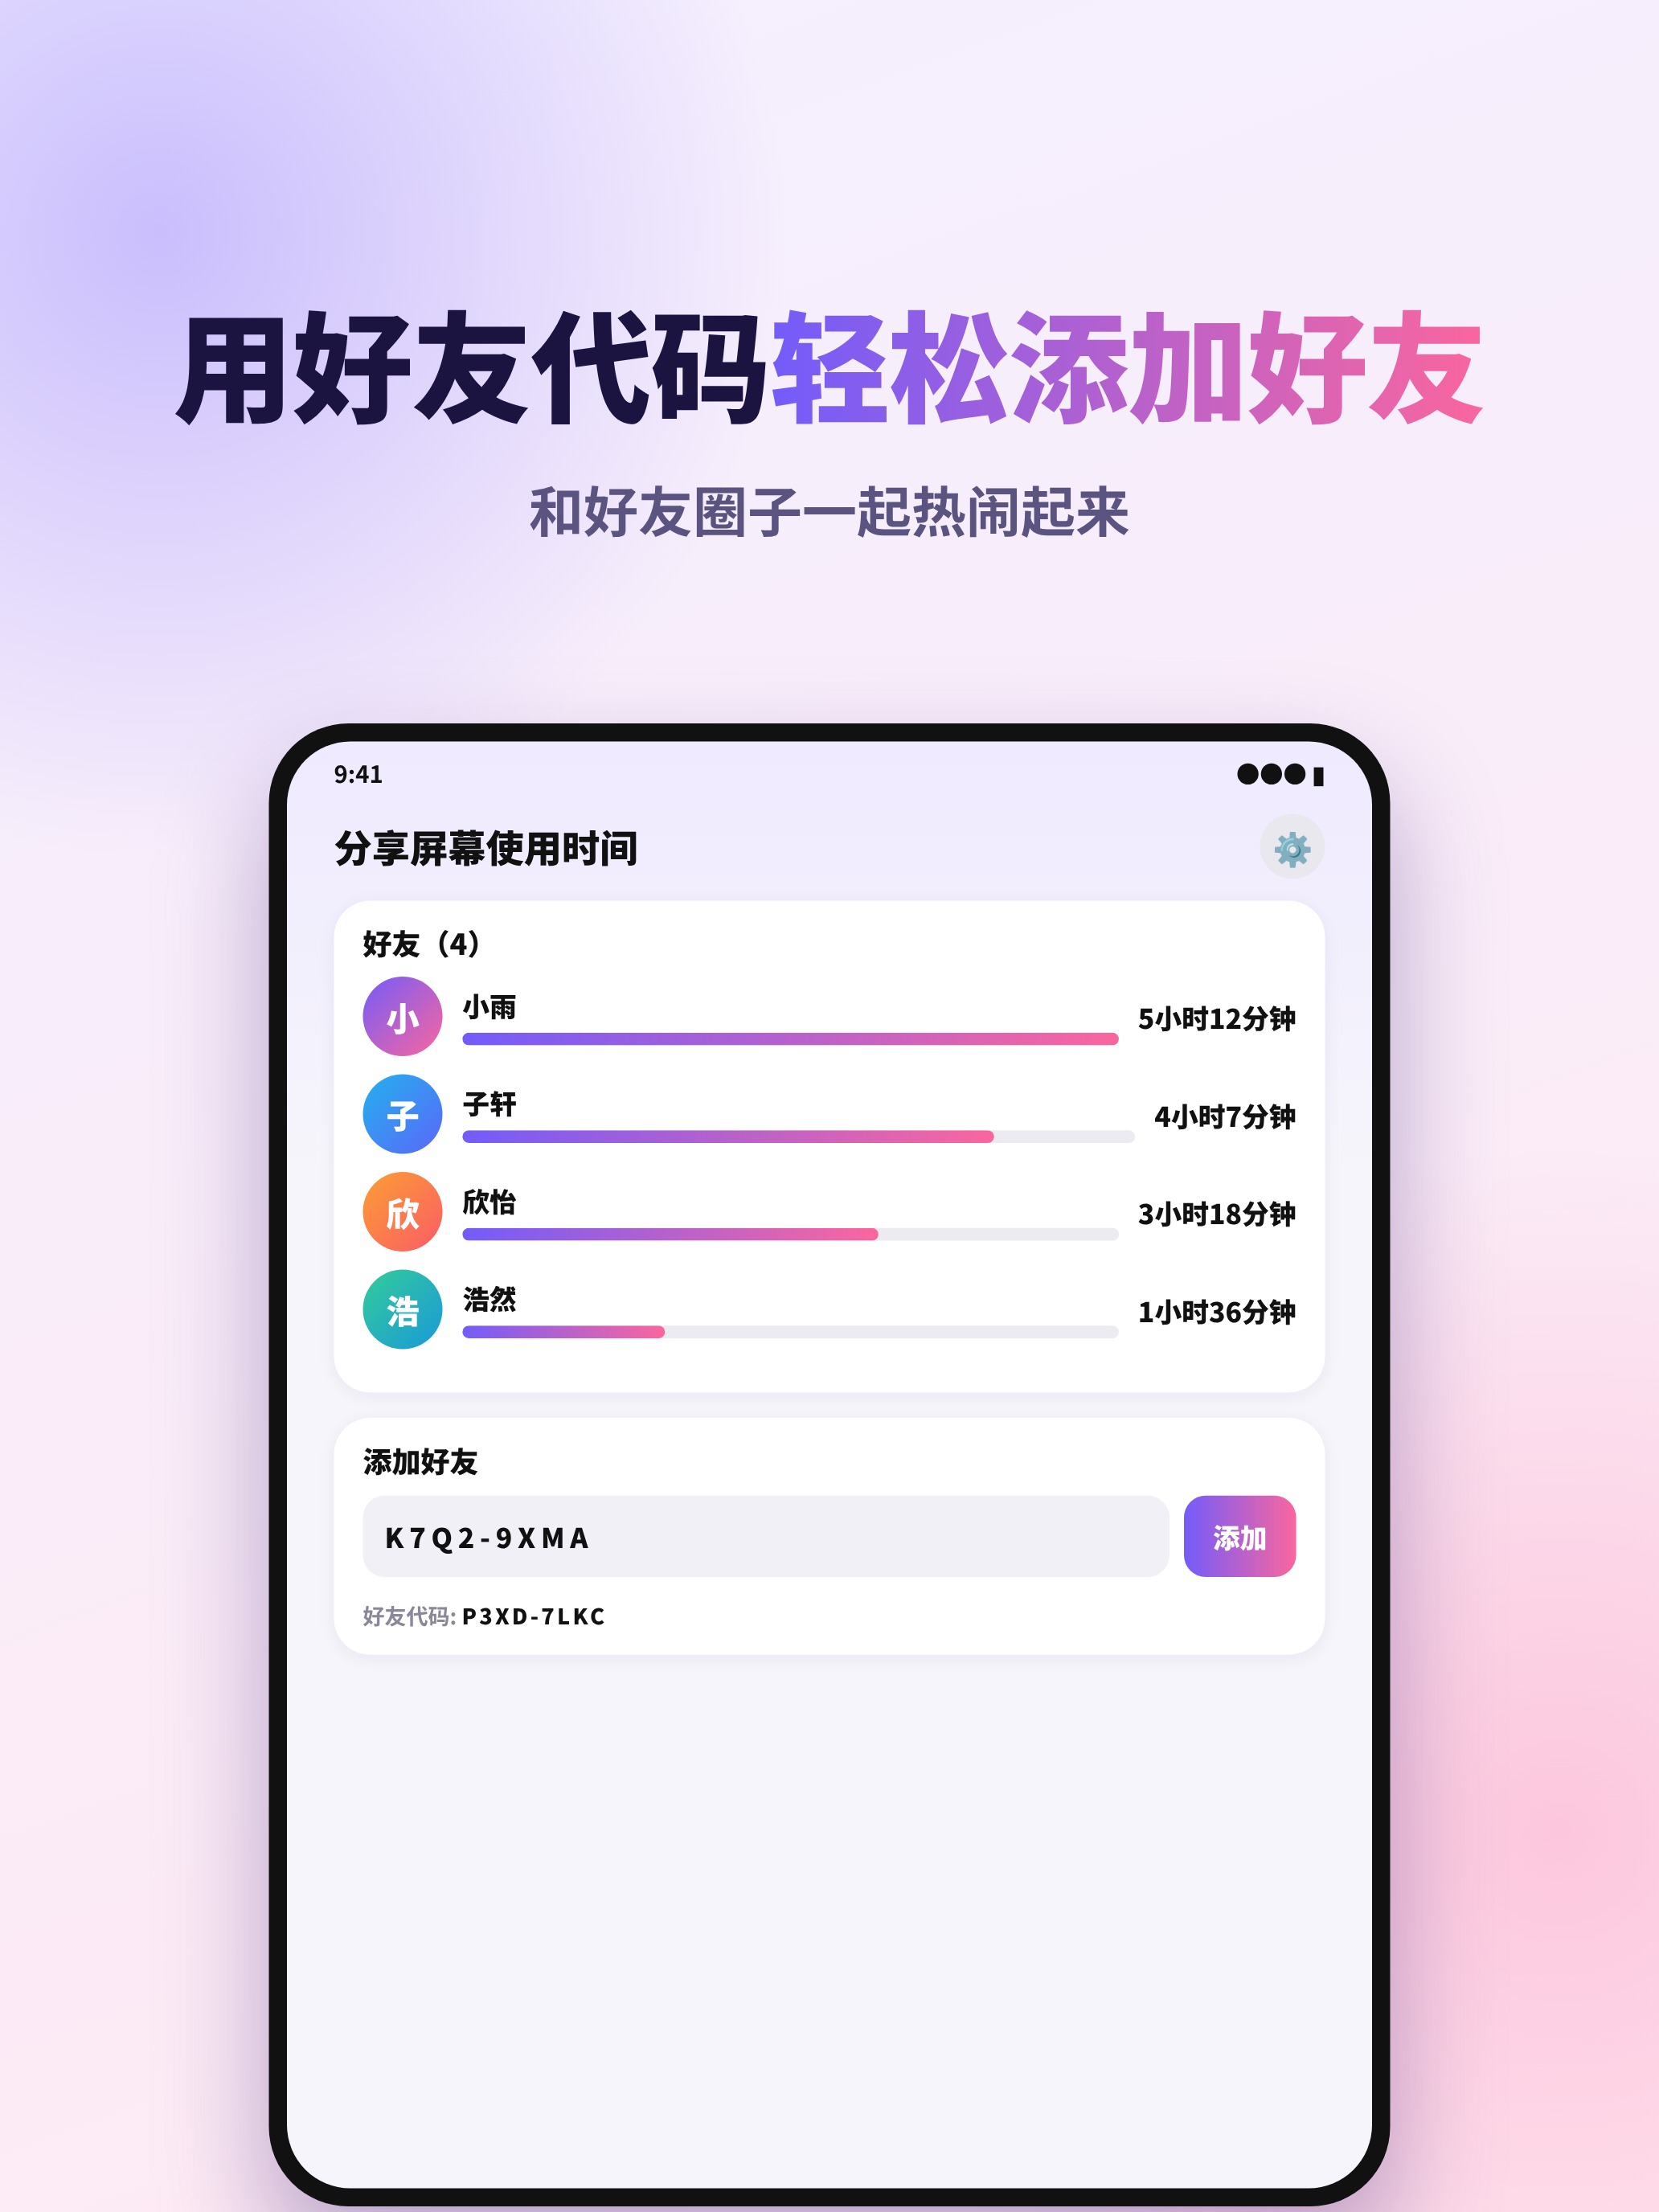 用好友代码轻松添加好友
和好友圈子一起热闹起来
9:41
分享屏幕使用时间
好友（4）
小
小雨
5小时12分钟
子
子轩
4小时7分钟
欣
欣怡
3小时18分钟
浩
浩然
1小时36分钟
添加好友
K7Q2-9XMA
添加
好友代码: P3XD-7LKC